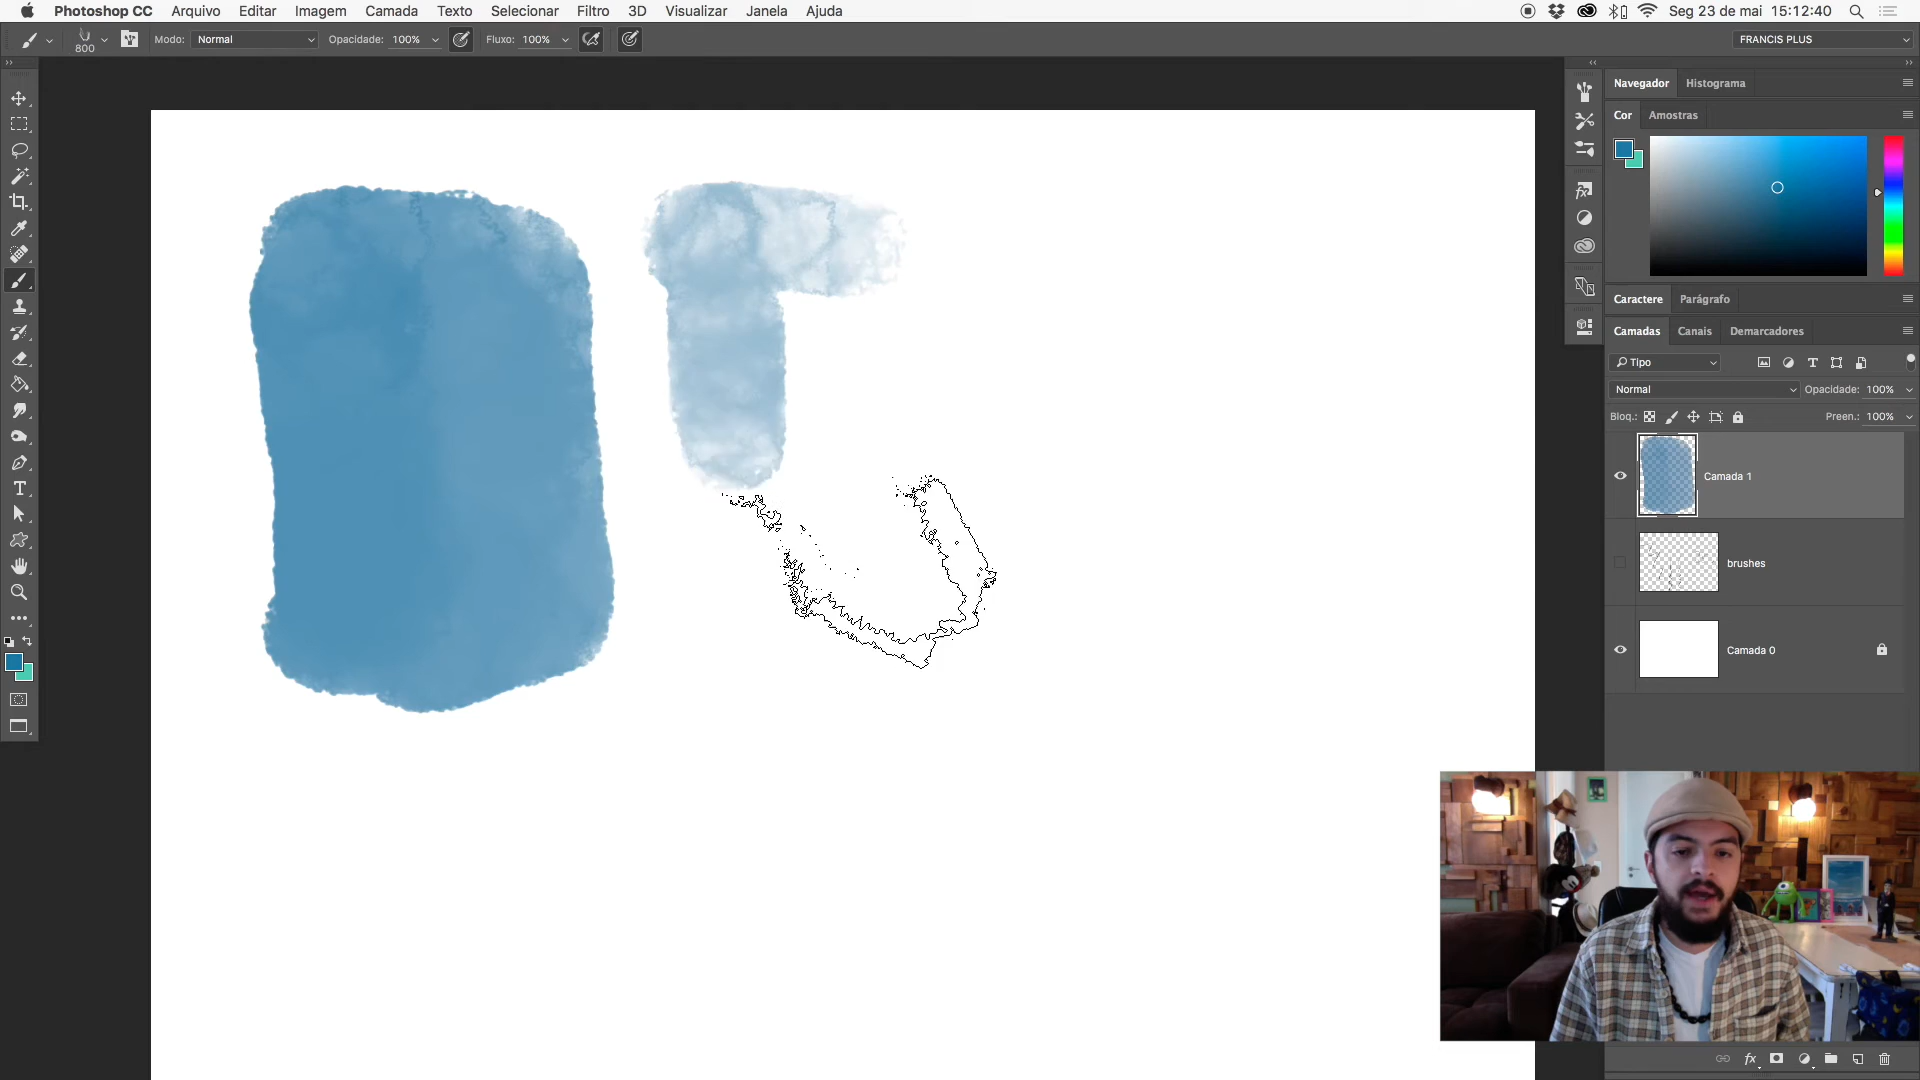 Photoshop CC Arquivo Editar Imagem Camada Texto Selecionar Filtro 3D Visualizar Janela Ajuda Seg 23 de mai 15:12:40
800 Modo: Normal Opacidade: 100% Fluxo: 100% FRANCIS PLUS
Navegador Histograma
Cor Amostras
Caractere Parágrafo
Camadas Canais Demarcadores
Tipo
Normal Opacidade: 100%
Bloq.: Preen.: 100%
Camada 1
brushes
Camada 0